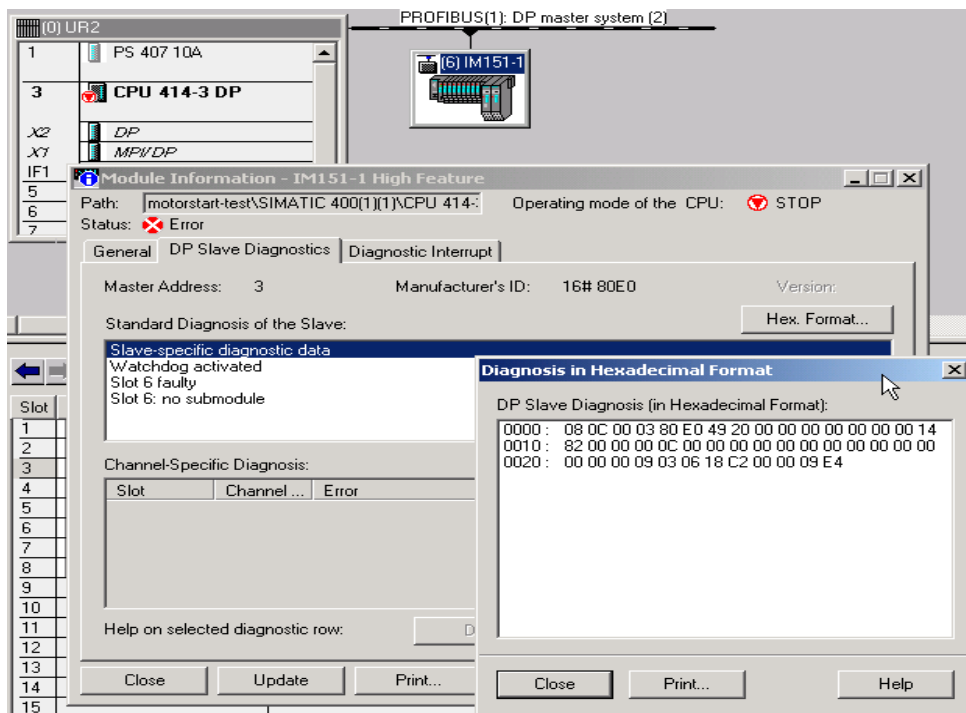 (0) UR2
PROFIBUS(1): DP master system (2)
1 PS 407 10A
3 CPU 414-3 DP
X2 DP
X1 MPI/DP
IF1
5
6
7
(6) IM151-1
Module Information - IM151-1 High Feature
Path: motorstart-test\SIMATIC 400(1)(1)\CPU 414-
Operating mode of the CPU: STOP
Status: Error
General DP Slave Diagnostics Diagnostic Interrupt
Master Address: 3 Manufacturer's ID: 16# 80E0 Version:
Standard Diagnosis of the Slave: Hex. Format...
Slave-specific diagnostic data
Watchdog activated
Slot 6 faulty
Slot 6: no submodule
Channel-Specific Diagnosis:
Slot Channel ... Error
Help on selected diagnostic row: D
Close Update Print...
Slot
1
2
3
4
5
6
7
8
9
10
11
12
13
14
15
Diagnosis in Hexadecimal Format
DP Slave Diagnosis (in Hexadecimal Format):
0000 : 08 0C 00 03 80 E0 49 20 00 00 00 00 00 00 00 14
0010 : 82 00 00 00 0C 00 00 00 00 00 00 00 00 00 00 00
0020 : 00 00 00 09 03 06 18 C2 00 00 09 E4
Close Print... Help